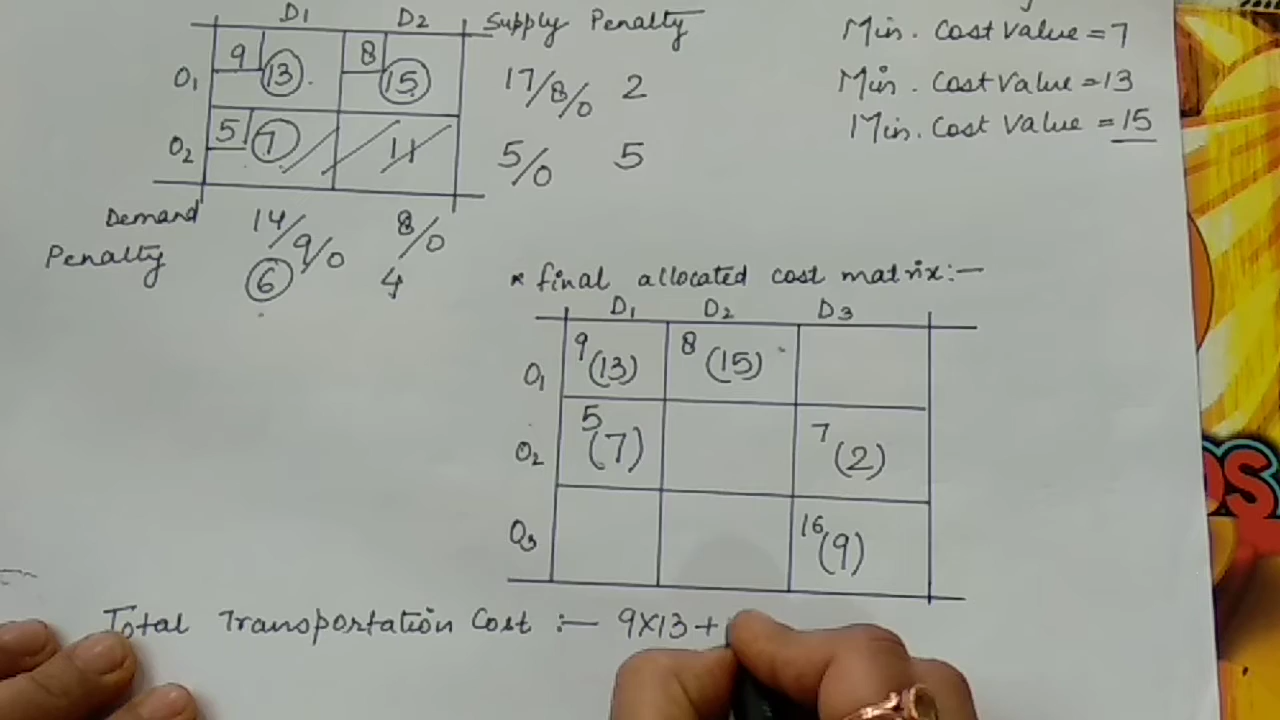 D1 D2 Supply Penalty
9 13 8 15 17/8/0 2
O1
5 7 11 5/0 5
O2
Demand 14/9/0 8/0
Penalty 6 4
Min. Cost Value = 7
Min. Cost Value = 13
Min. Cost Value = 15
* final allocated cost matrix:-
D1 D2 D3
O1 9(13) 8(15)
O2 5(7) 7(2)
O3 16(9)
Total Transportation Cost :- 9X13+
OS